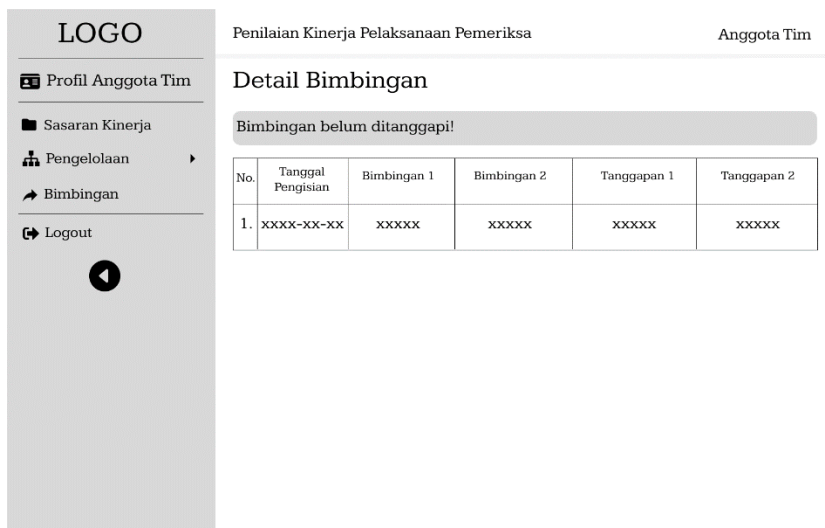 LOGO
Profil Anggota Tim
Sasaran Kinerja
Pengelolaan
Bimbingan
Logout
Penilaian Kinerja Pelaksanaan Pemeriksa
Anggota Tim
Detail Bimbingan
Bimbingan belum ditanggapi!
No.
Tanggal
Pengisian
Bimbingan 1
Bimbingan 2
Tanggapan 1
Tanggapan 2
1.
xxxx-xx-xx
xxxxx
xxxxx
xxxxx
xxxxx